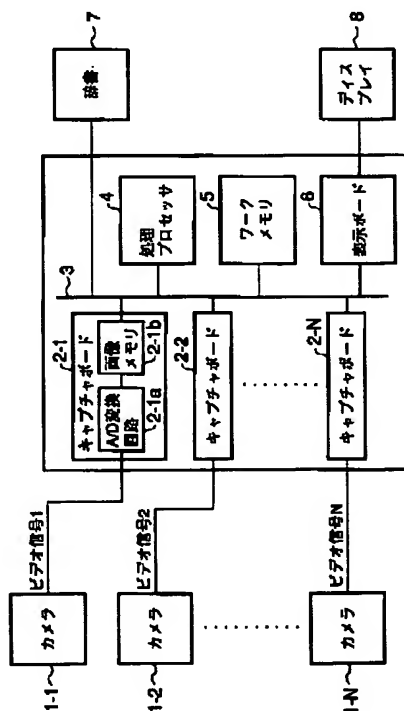 1-1
カメラ
ビデオ信号1
1-2
カメラ
ビデオ信号2
1-N
カメラ
ビデオ信号N
2-1
キャプチャボード
A/D変換
回路
2-1a
画像
メモリ
2-1b
2-2
キャプチャボード
2-N
キャプチャボード
3
4
処理
プロセッサ
5
ワーク
メモリ
6
表示ボード
7
辞書
8
ディス
プレイ